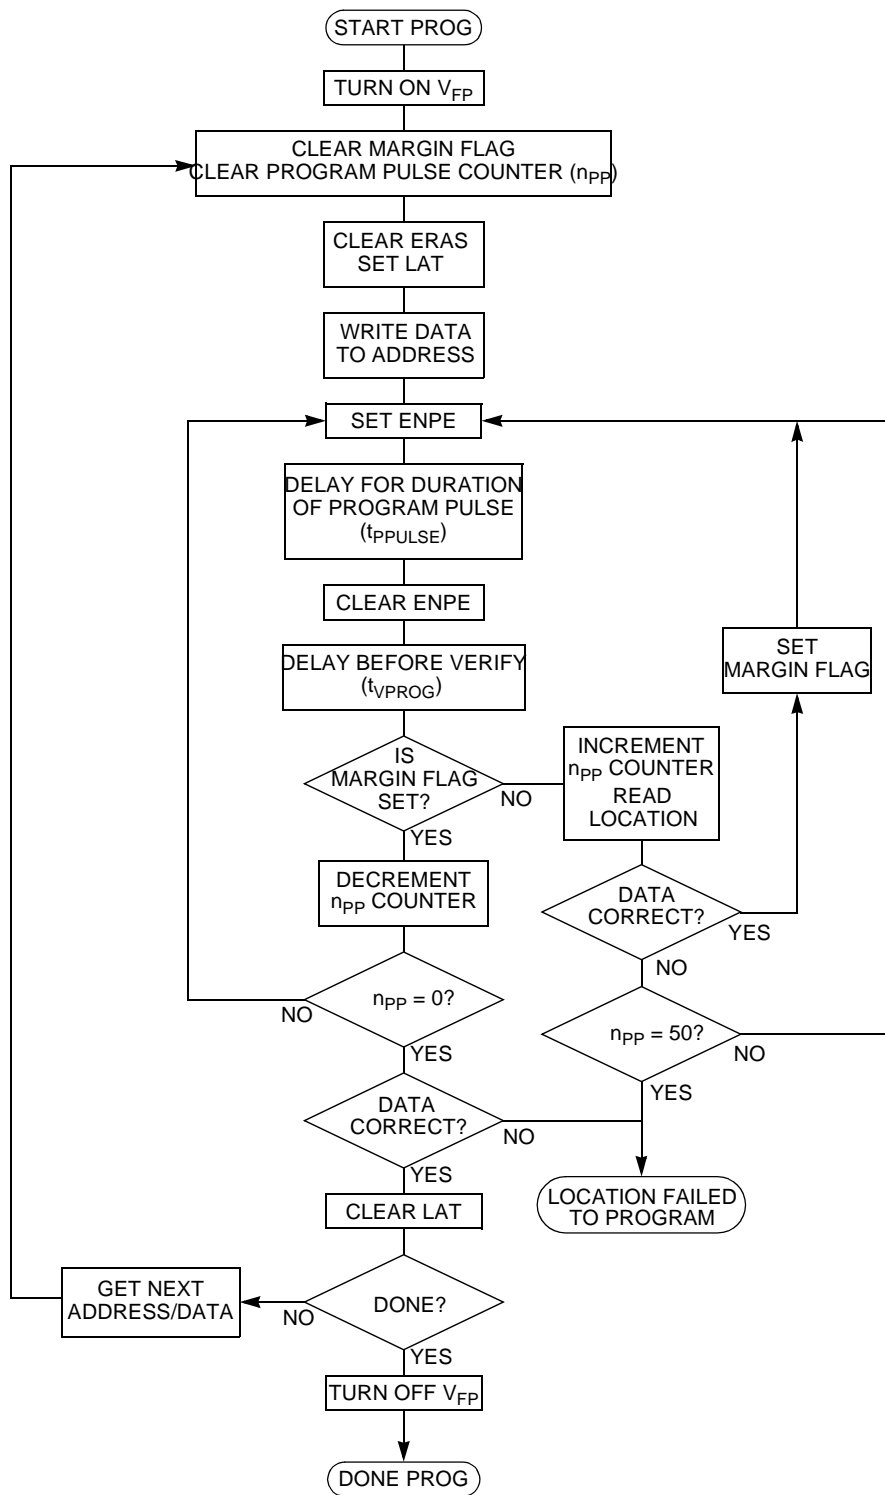 START PROG
TURN ON VFP
CLEAR MARGIN FLAG
CLEAR PROGRAM PULSE COUNTER (nPP)
CLEAR ERAS
SET LAT
WRITE DATA
TO ADDRESS
SET ENPE
DELAY FOR DURATION
OF PROGRAM PULSE
(tPPULSE)
CLEAR ENPE
DELAY BEFORE VERIFY
(tVPROG)
SET
MARGIN FLAG
IS
MARGIN FLAG
SET?
NO
YES
INCREMENT
nPP COUNTER
READ
LOCATION
DECREMENT
nPP COUNTER
DATA
CORRECT?
YES
NO
nPP = 0?
NO
YES
nPP = 50?
NO
YES
DATA
CORRECT?
NO
YES
LOCATION FAILED
TO PROGRAM
CLEAR LAT
GET NEXT
ADDRESS/DATA
NO
DONE?
YES
TURN OFF VFP
DONE PROG